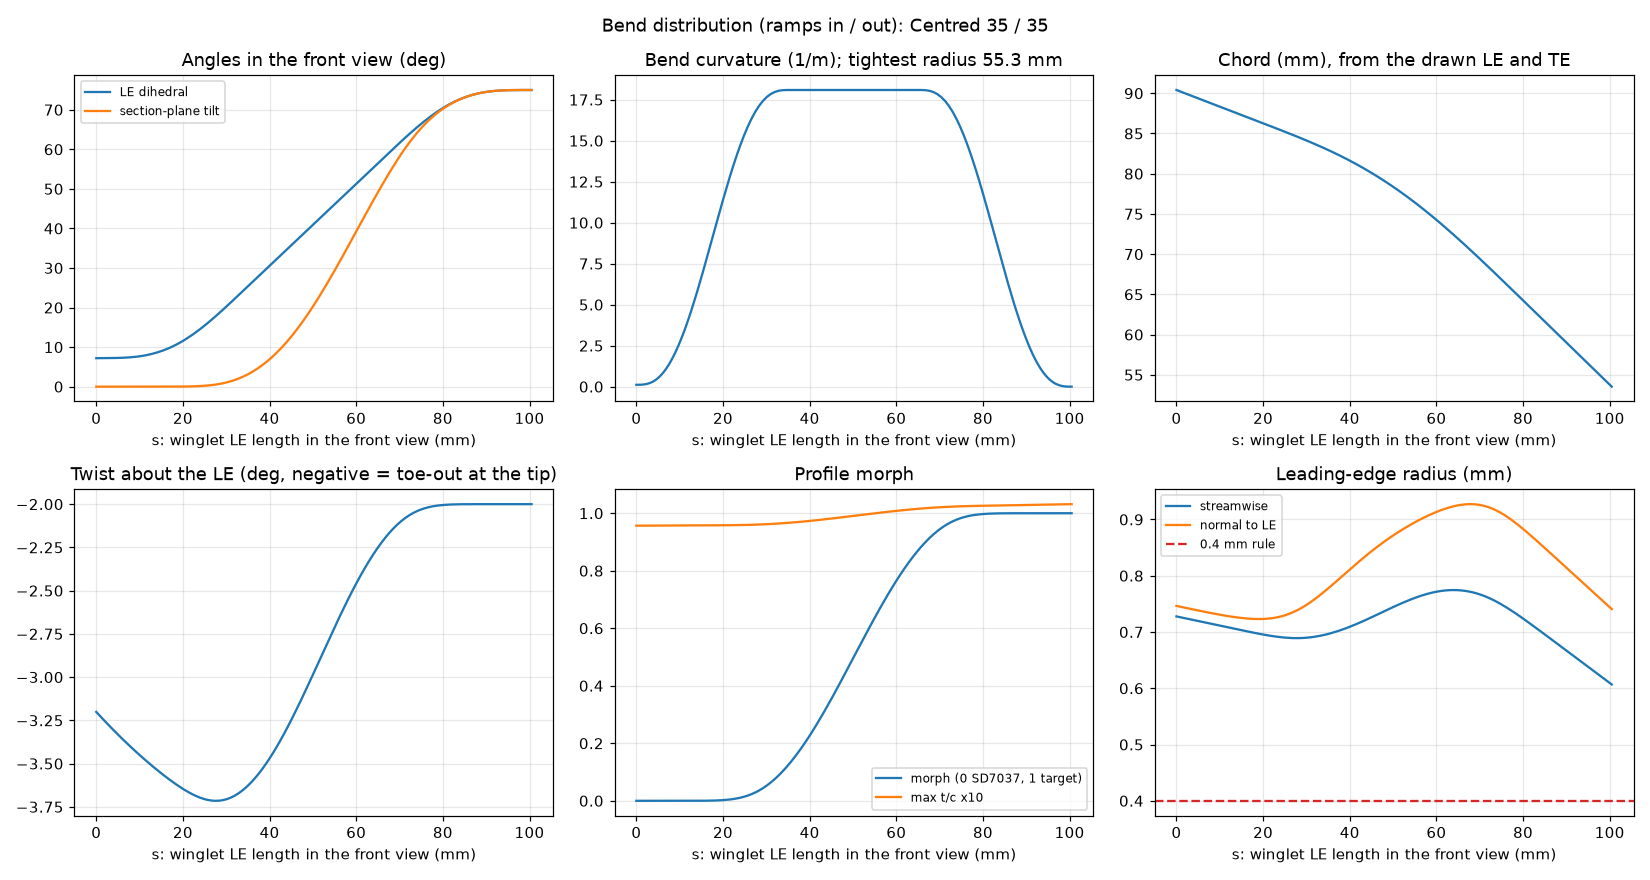 Bend distribution (ramps in / out): Centred 35 / 35
Angles in the front view (deg)
LE dihedral
section-plane tilt
70
60
50
40
30
20
10
0
0 20 40 60 80 100
s: winglet LE length in the front view (mm)
Bend curvature (1/m); tightest radius 55.3 mm
17.5
15.0
12.5
10.0
7.5
5.0
2.5
0.0
0 20 40 60 80 100
s: winglet LE length in the front view (mm)
Chord (mm), from the drawn LE and TE
90
85
80
75
70
65
60
55
0 20 40 60 80 100
s: winglet LE length in the front view (mm)
Twist about the LE (deg, negative = toe-out at the tip)
−2.00
−2.25
−2.50
−2.75
−3.00
−3.25
−3.50
−3.75
0 20 40 60 80 100
s: winglet LE length in the front view (mm)
Profile morph
1.0
0.8
0.6
0.4
0.2
0.0
morph (0 SD7037, 1 target)
max t/c x10
0 20 40 60 80 100
s: winglet LE length in the front view (mm)
Leading-edge radius (mm)
streamwise
normal to LE
0.4 mm rule
0.9
0.8
0.7
0.6
0.5
0.4
0 20 40 60 80 100
s: winglet LE length in the front view (mm)